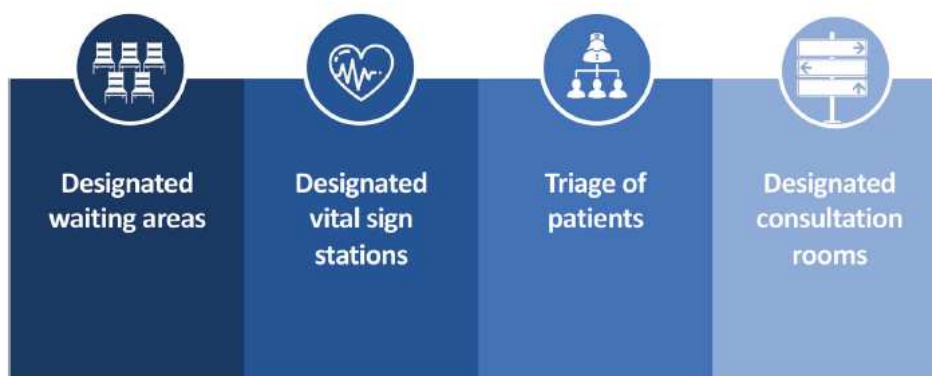 Designated
waiting areas
Designated
vital sign
stations
Triage of
patients
Designated
consultation
rooms